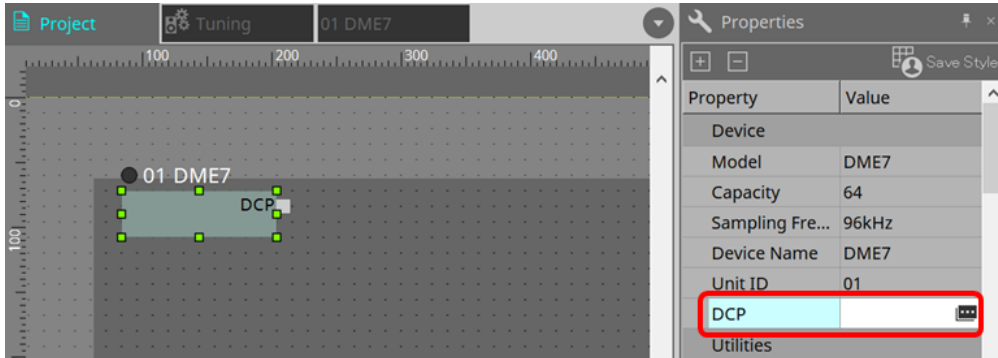 Project
Tuning
01 DME7
Properties
Save Style
100 200 300 400
Property Value
Device
0
Model DME7
01 DME7
Capacity 64
DCP
Sampling Fre... 96kHz
100
Device Name DME7
Unit ID 01
DCP
Utilities